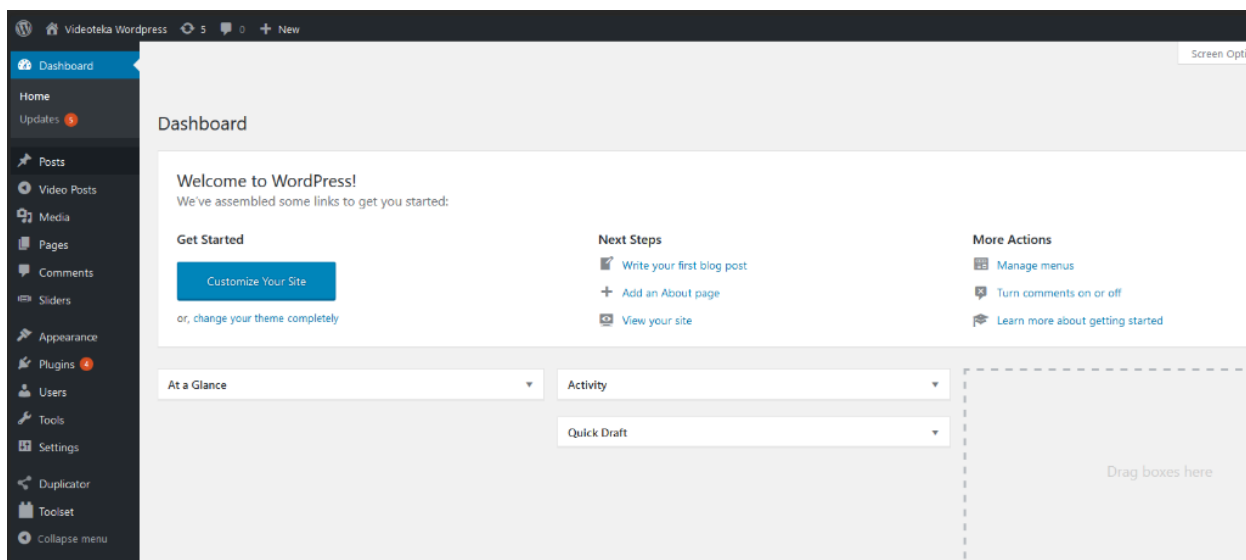 Videoteka Wordpress 5 0 New
Screen Opti
Dashboard
Home
Updates 5
Posts
Video Posts
Media
Pages
Comments
Sliders
Appearance
Plugins 4
Users
Tools
Settings
Duplicator
Toolset
Collapse menu
Dashboard
Welcome to WordPress!
We've assembled some links to get you started:
Get Started
Customize Your Site
or, change your theme completely
Next Steps
Write your first blog post
Add an About page
View your site
More Actions
Manage menus
Turn comments on or off
Learn more about getting started
At a Glance
Activity
Quick Draft
Drag boxes here